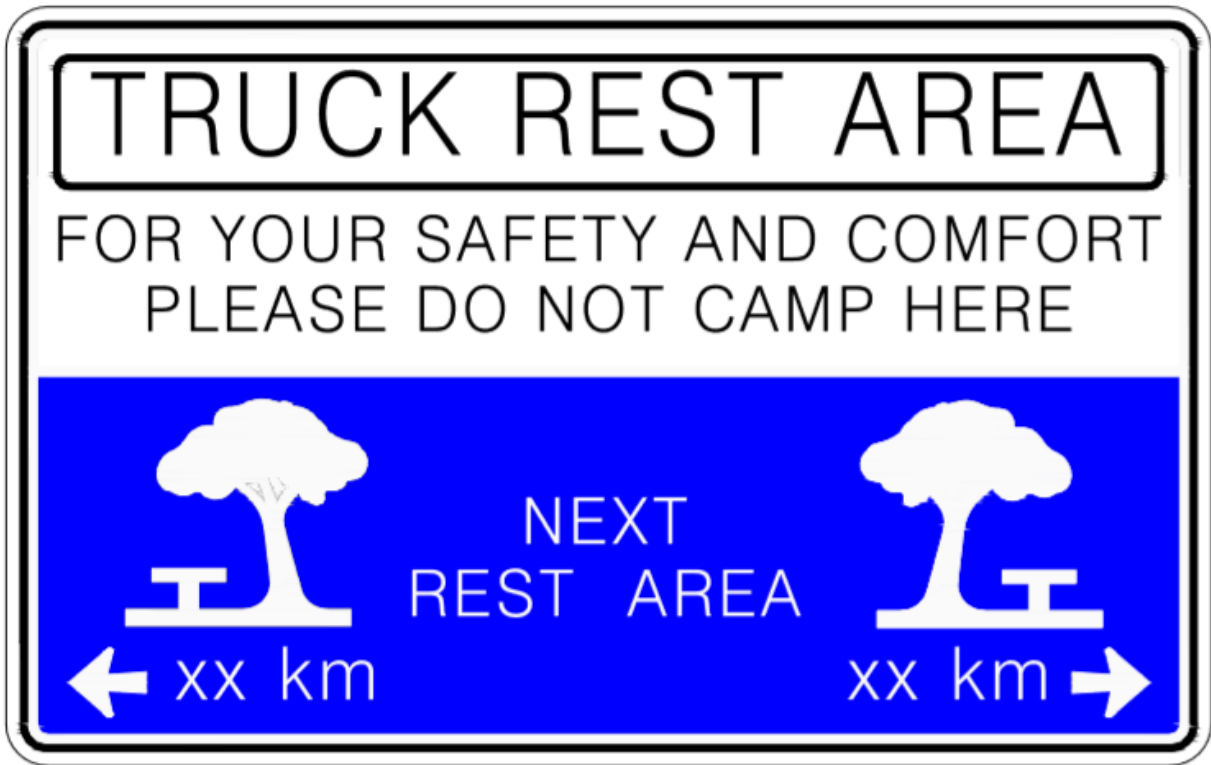 TRUCK REST AREA
FOR YOUR SAFETY AND COMFORT
PLEASE DO NOT CAMP HERE
NEXT
REST AREA
xx km xx km